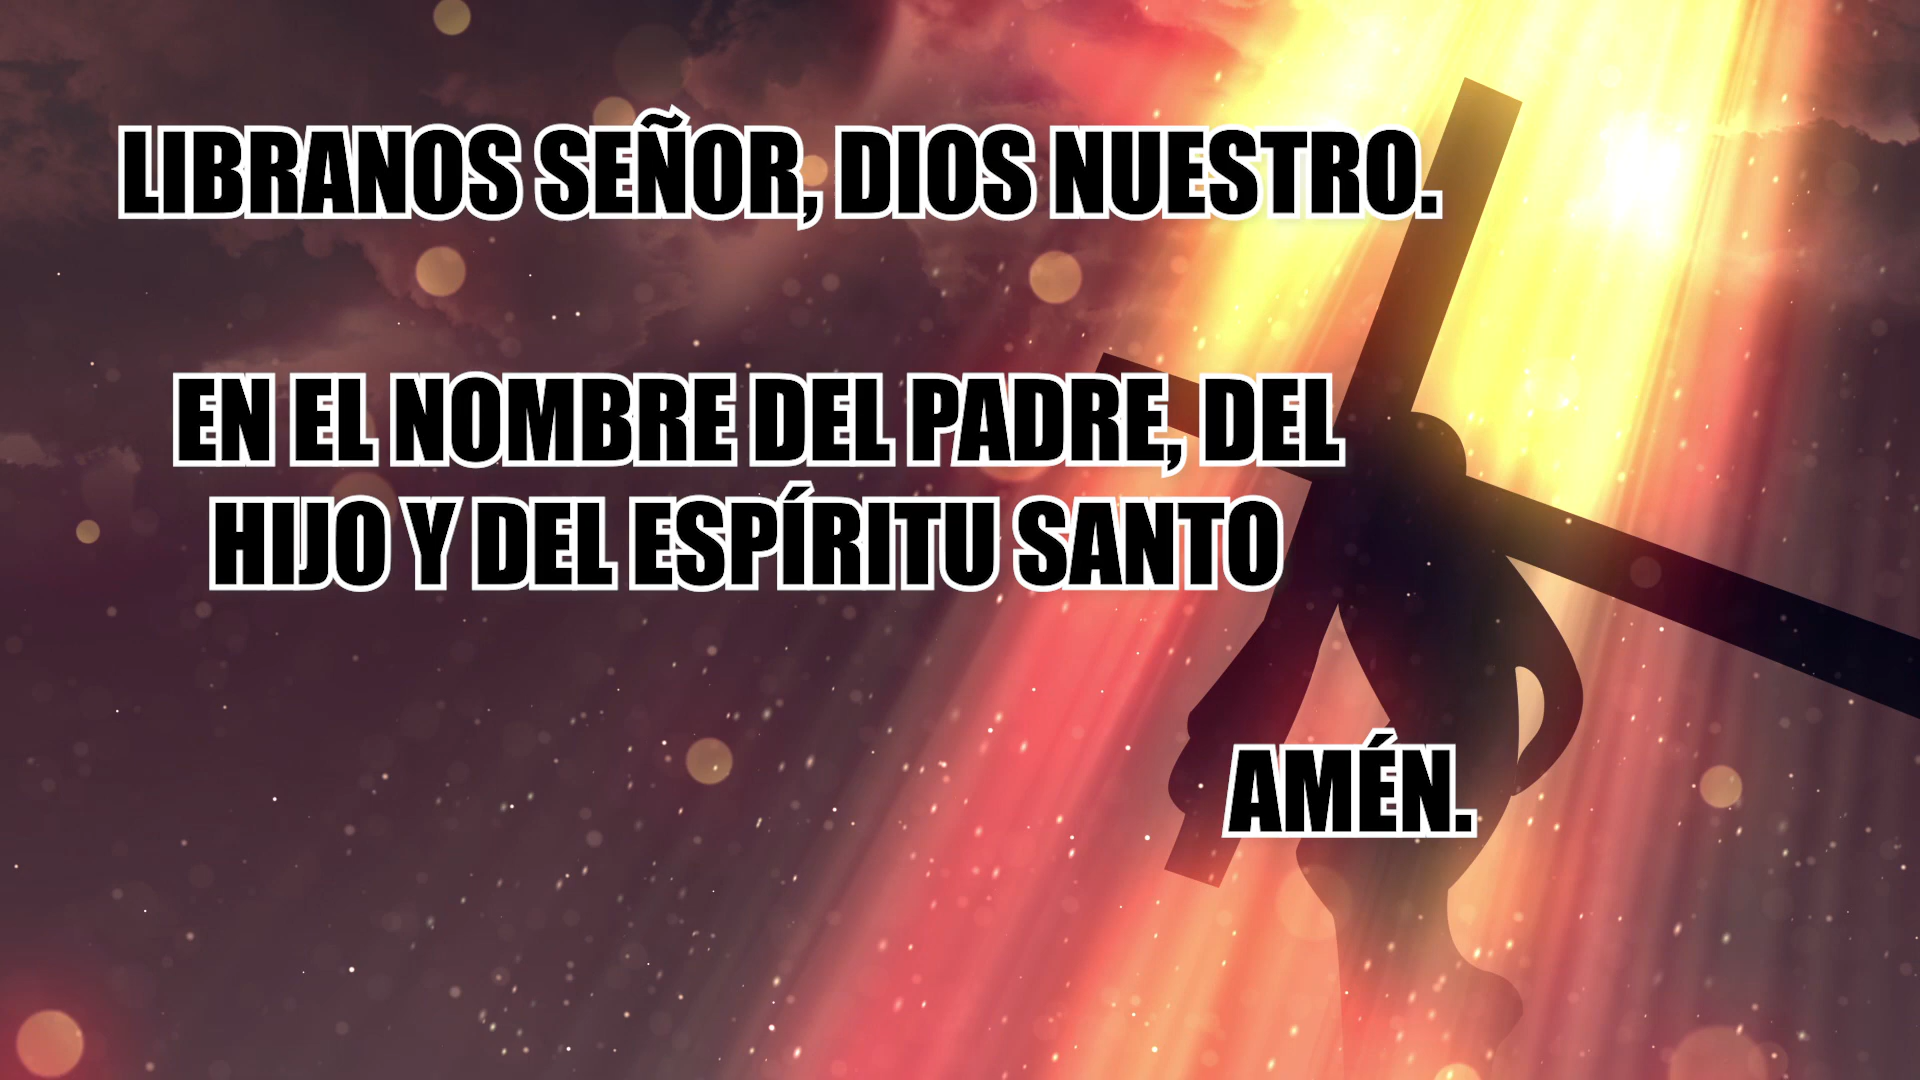 LIBRANOS SEÑOR, DIOS NUESTRO.
EN EL NOMBRE DEL PADRE, DEL
HIJO Y DEL ESPÍRITU SANTO
AMÉN.